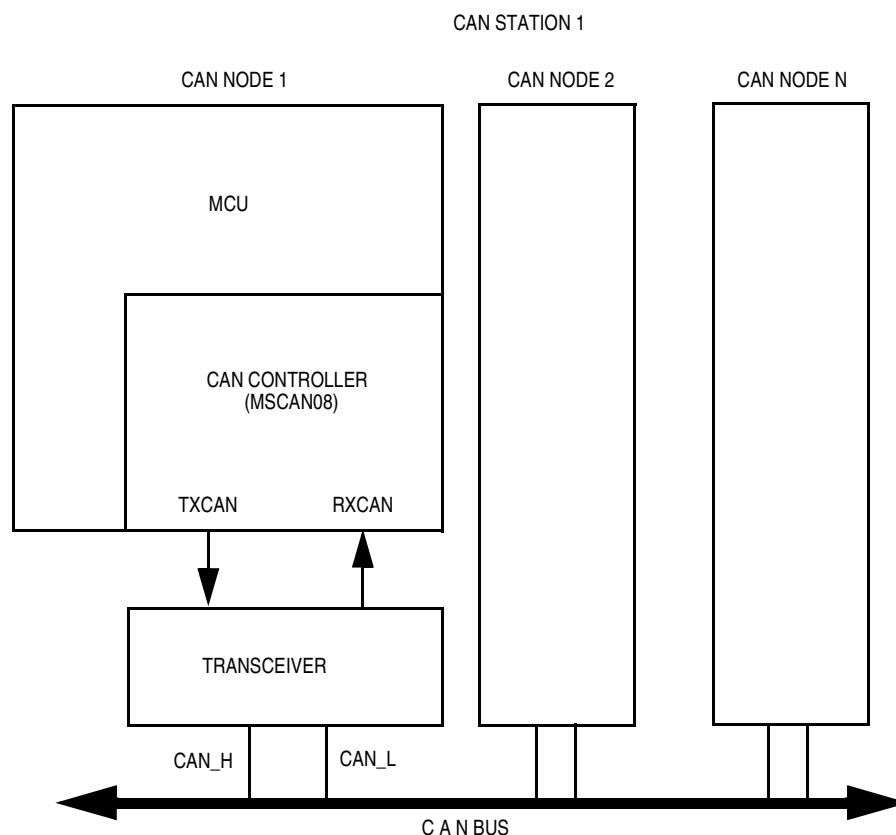 CAN STATION 1
CAN NODE 1
CAN NODE 2
CAN NODE N
MCU
CAN CONTROLLER
(MSCAN08)
TXCAN
RXCAN
TRANSCEIVER
CAN_H
CAN_L
C A N BUS